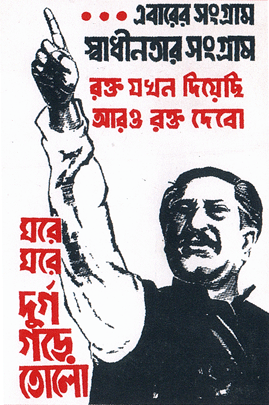 ... এবারের সংগ্রাম
স্বাধীনতার সংগ্রাম
রক্ত যখন দিয়েছি
আরও রক্ত দেবো
ঘরে
ঘরে
দুর্গ
গড়ে
তোলো